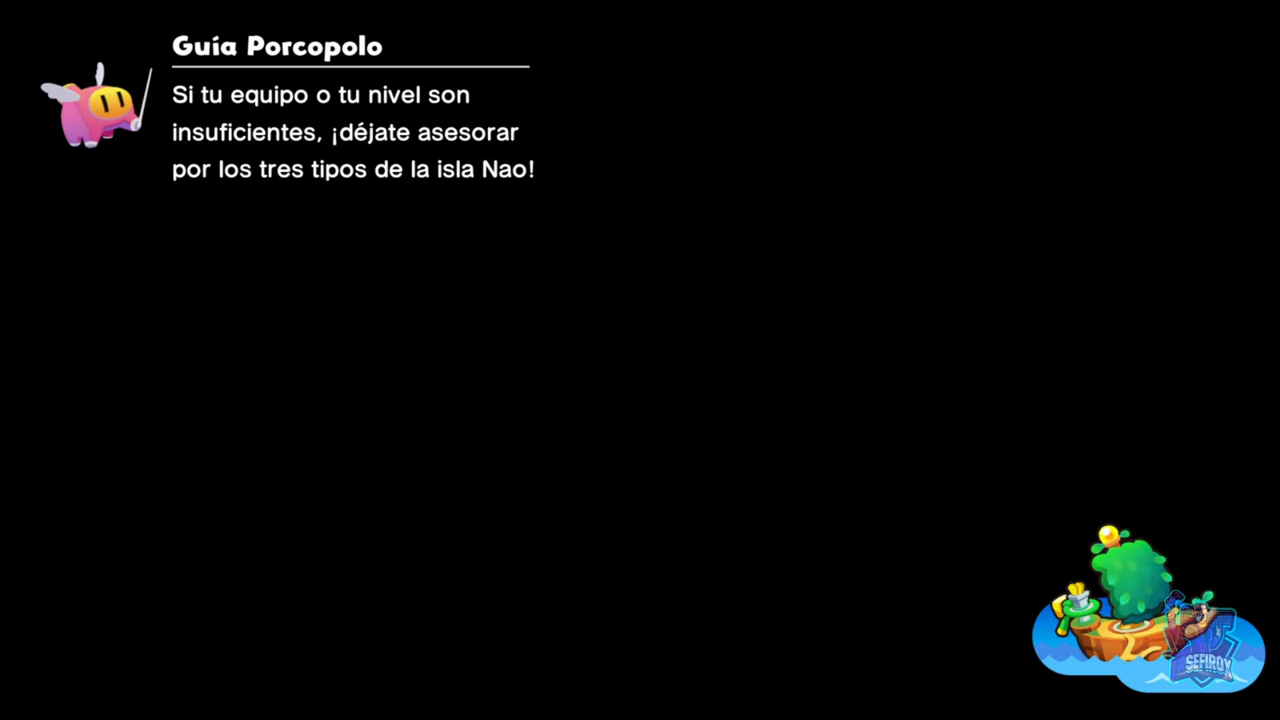 Guía Porcopolo
Si tu equipo o tu nivel son
insuficientes, ¡déjate asesorar
por los tres tipos de la isla Nao!
SEFIROX